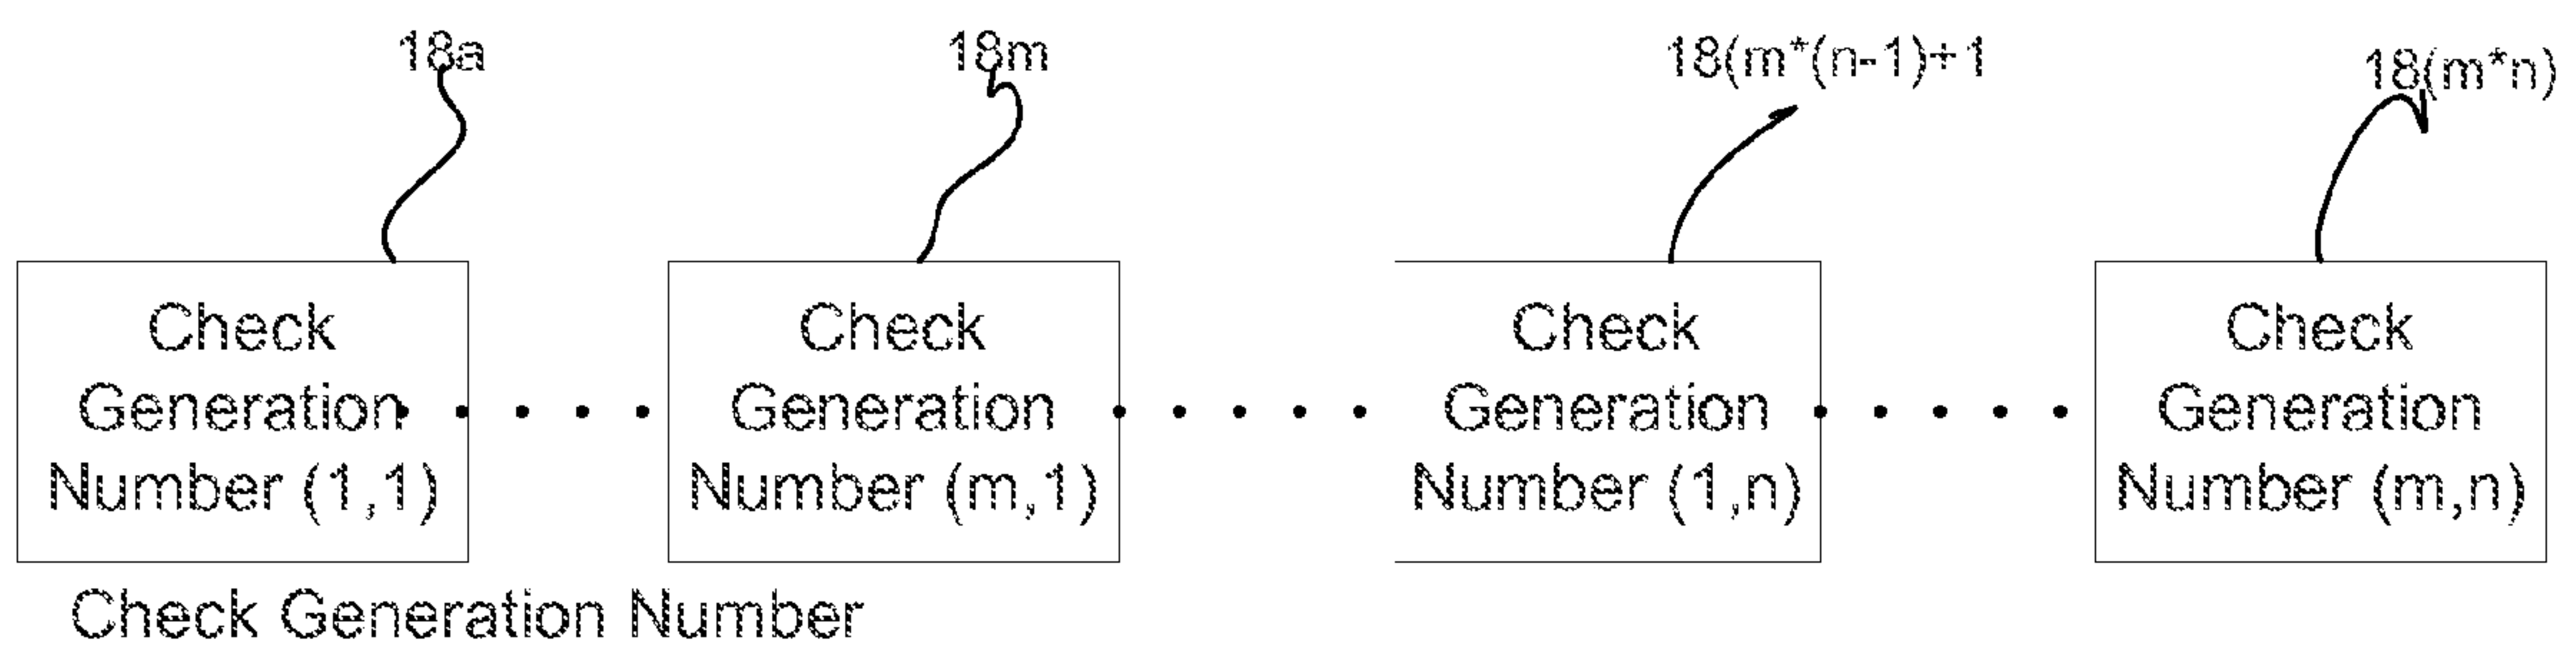 18a
18m
18(m*(n-1)+1
18(m*n)
Check
Generation
Number (1,1)
Check
Generation
Number (m,1)
Check
Generation
Number (1,n)
Check
Generation
Number (m,n)
Check Generation Number